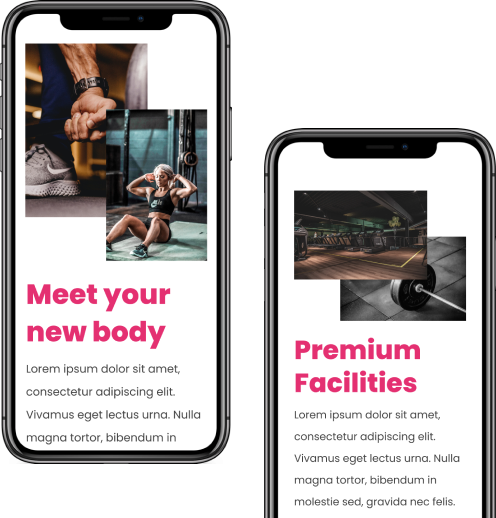 Meet your
new body
Lorem ipsum dolor sit amet,
consectetur adipiscing elit.
Vivamus eget lectus urna. Nulla
magna tortor, bibendum in
Premium
Facilities
Lorem ipsum dolor sit amet,
consectetur adipiscing elit.
Vivamus eget lectus urna. Nulla
magna tortor, bibendum in
molestie sed, gravida nec felis.